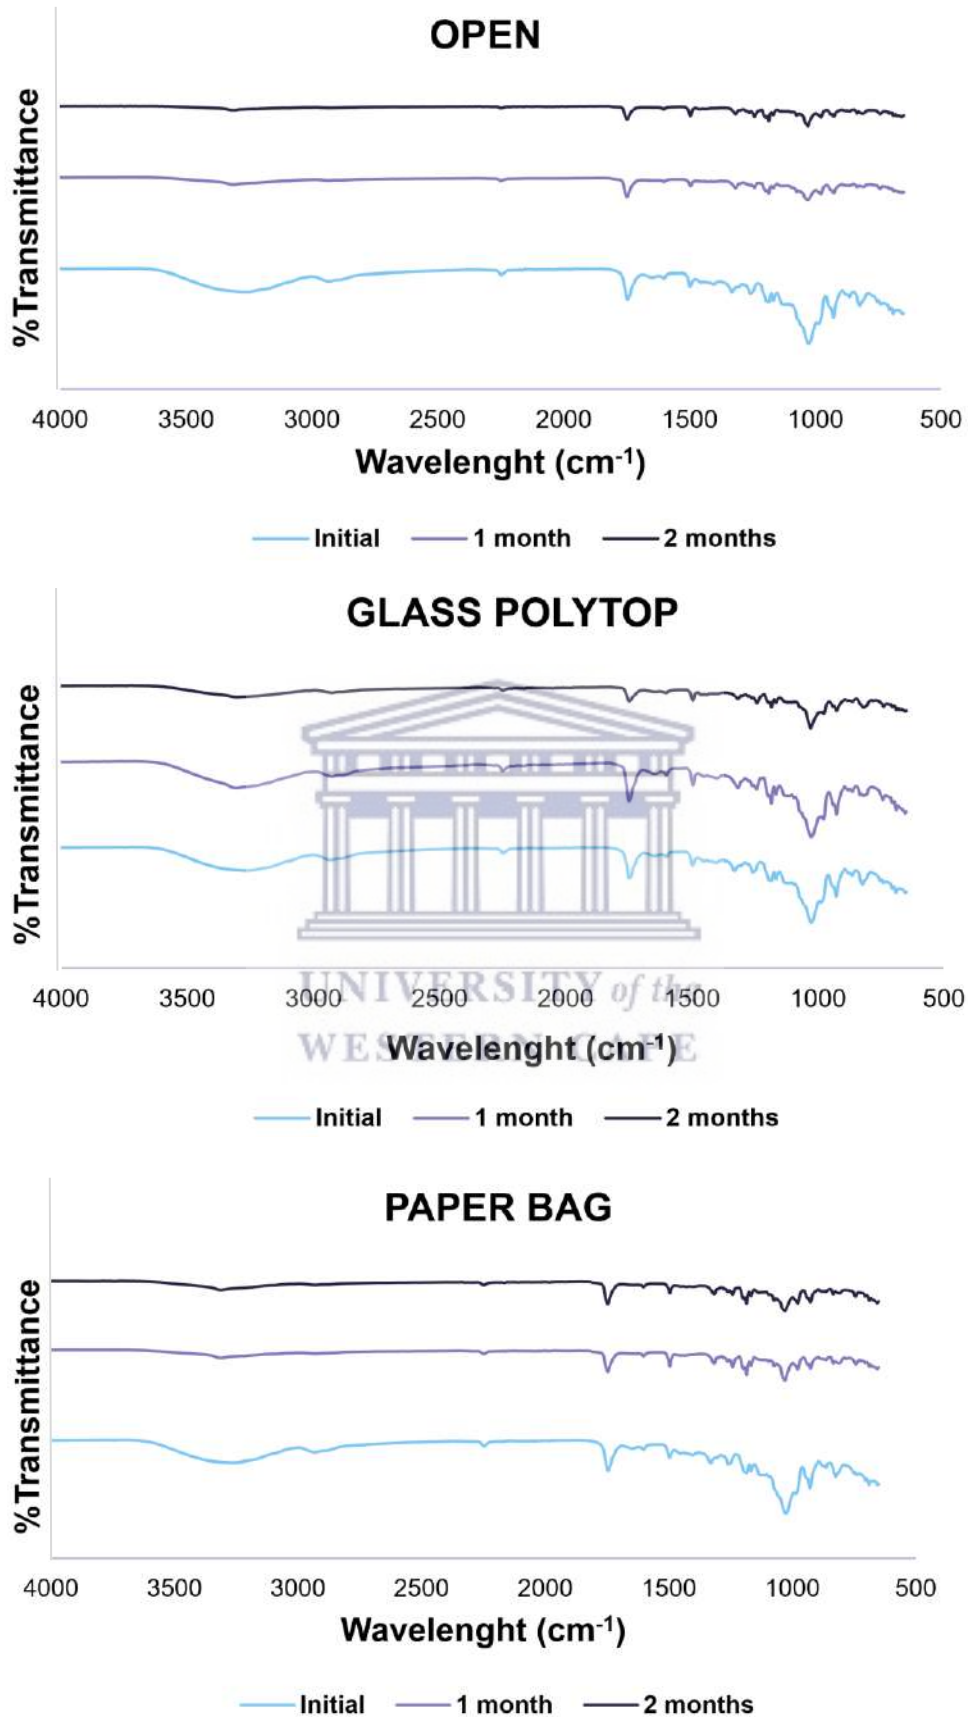 OPEN
%Transmittance
4000 3500 3000 2500 2000 1500 1000 500
Wavelenght (cm-1)
Initial 1 month 2 months
GLASS POLYTOP
%Transmittance
4000 3500 3000 2500 2000 1500 1000 500
UNIVERSITY of the
Wavelenght (cm-1)
WESTERN CAPE
Initial 1 month 2 months
PAPER BAG
%Transmittance
4000 3500 3000 2500 2000 1500 1000 500
Wavelenght (cm-1)
Initial 1 month 2 months